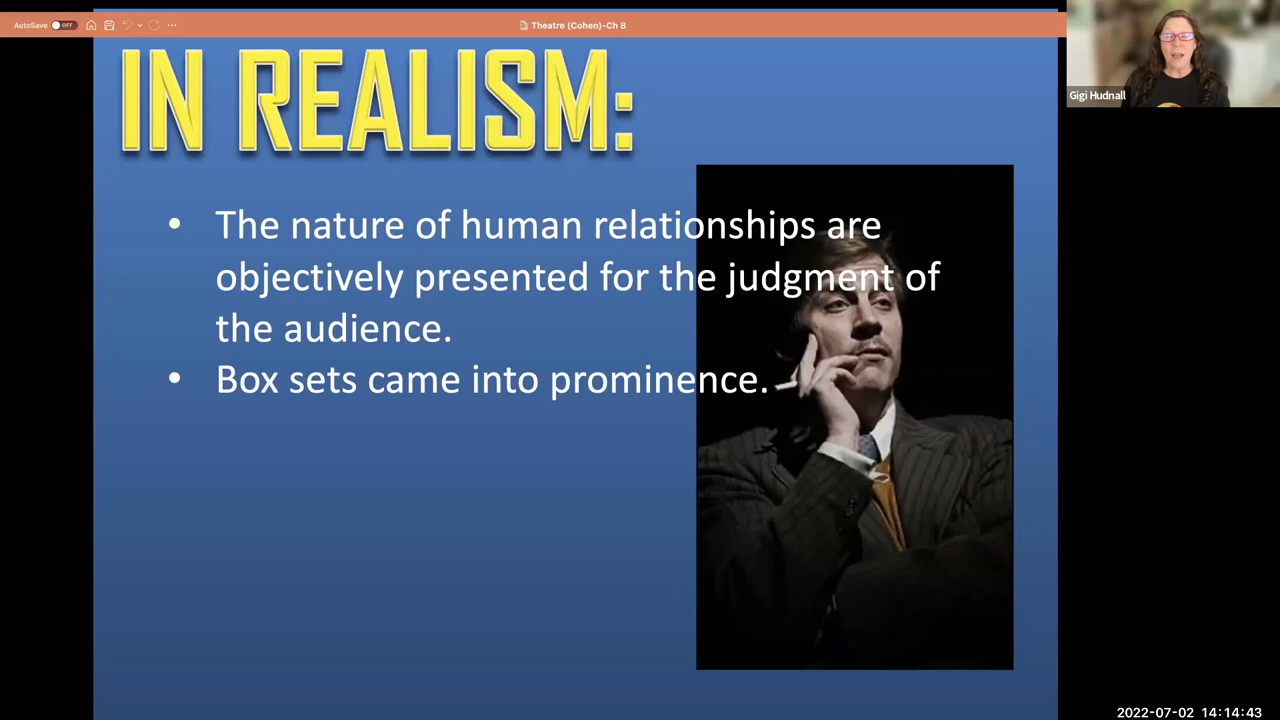 AutoSave OFF
Theatre (Cohen)-Ch 8
Gigi Hudnall
IN REALISM:
• The nature of human relationships are
objectively presented for the judgment of
the audience.
• Box sets came into prominence.
2022-07-02 14:14:43